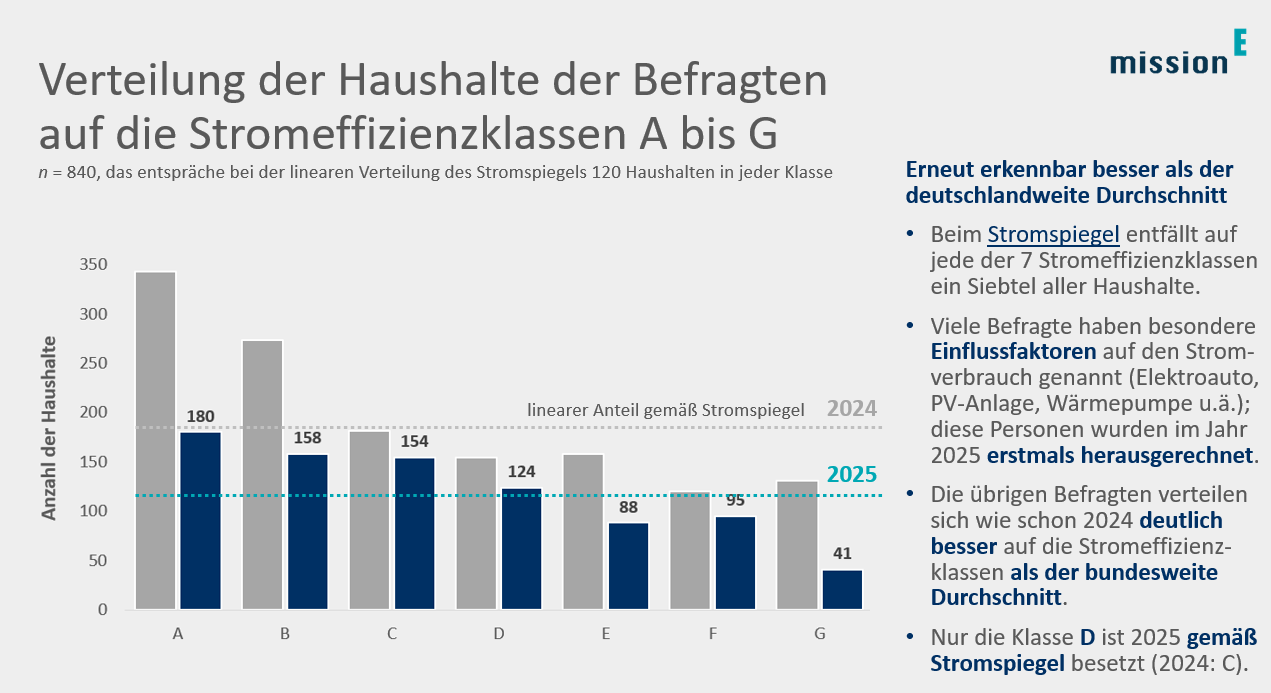 mission E
Verteilung der Haushalte der Befragten
auf die Stromeffizienzklassen A bis G
n = 840, das entspräche bei der linearen Verteilung des Stromspiegels 120 Haushalten in jeder Klasse
Anzahl der Haushalte
350
300
250
200
150
100
50
0
180
158
154
124
88
95
41
linearer Anteil gemäß Stromspiegel 2024
2025
A B C D E F G
Erneut erkennbar besser als der
deutschlandweite Durchschnitt
• Beim Stromspiegel entfällt auf
jede der 7 Stromeffizienzklassen
ein Siebtel aller Haushalte.
• Viele Befragte haben besondere
Einflussfaktoren auf den Strom-
verbrauch genannt (Elektroauto,
PV-Anlage, Wärmepumpe u.ä.);
diese Personen wurden im Jahr
2025 erstmals herausgerechnet.
• Die übrigen Befragten verteilen
sich wie schon 2024 deutlich
besser auf die Stromeffizienz-
klassen als der bundesweite
Durchschnitt.
• Nur die Klasse D ist 2025 gemäß
Stromspiegel besetzt (2024: C).